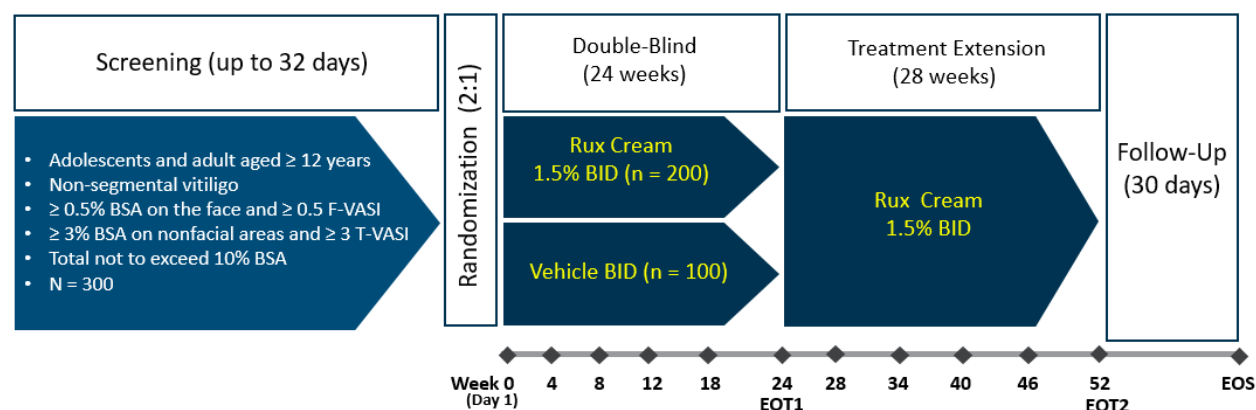 Screening (up to 32 days)
• Adolescents and adult aged ≥ 12 years
• Non-segmental vitiligo
• ≥ 0.5% BSA on the face and ≥ 0.5 F-VASI
• ≥ 3% BSA on nonfacial areas and ≥ 3 T-VASI
• Total not to exceed 10% BSA
• N = 300
Randomization (2:1)
Double-Blind
(24 weeks)
Rux Cream
1.5% BID (n = 200)
Vehicle BID (n = 100)
Treatment Extension
(28 weeks)
Rux Cream
1.5% BID
Follow-Up
(30 days)
Week 0 4 8 12 18 24 28 34 40 46 52 EOS
(Day 1) EOT1 EOT2